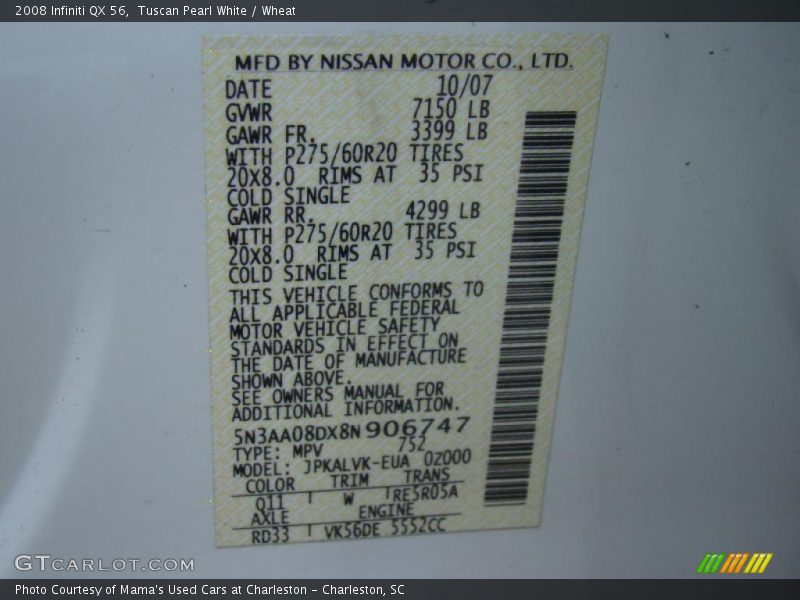 2008 Infiniti QX 56,  Tuscan Pearl White / Wheat
MFD BY NISSAN MOTOR CO., LTD.
DATE 10/07
GVWR 7150 LB
GAWR FR. 3399 LB
WITH P275/60R20 TIRES
20X8.0 RIMS AT 35 PSI
COLD SINGLE
GAWR RR. 4299 LB
WITH P275/60R20 TIRES
20X8.0 RIMS AT 35 PSI
COLD SINGLE
THIS VEHICLE CONFORMS TO
ALL APPLICABLE FEDERAL
MOTOR VEHICLE SAFETY
STANDARDS IN EFFECT ON
THE DATE OF MANUFACTURE
SHOWN ABOVE.
SEE OWNERS MANUAL FOR
ADDITIONAL INFORMATION.
5N3AA08DX8N906747
TYPE: MPV 752
MODEL: JPKALVK-EUA 0Z000
COLOR TRIM TRANS
Q11 W RE5R05A
AXLE ENGINE
RD33 VK56DE 5552CC
GTCARLOT.COM
Photo Courtesy of Mama's Used Cars at Charleston - Charleston, SC